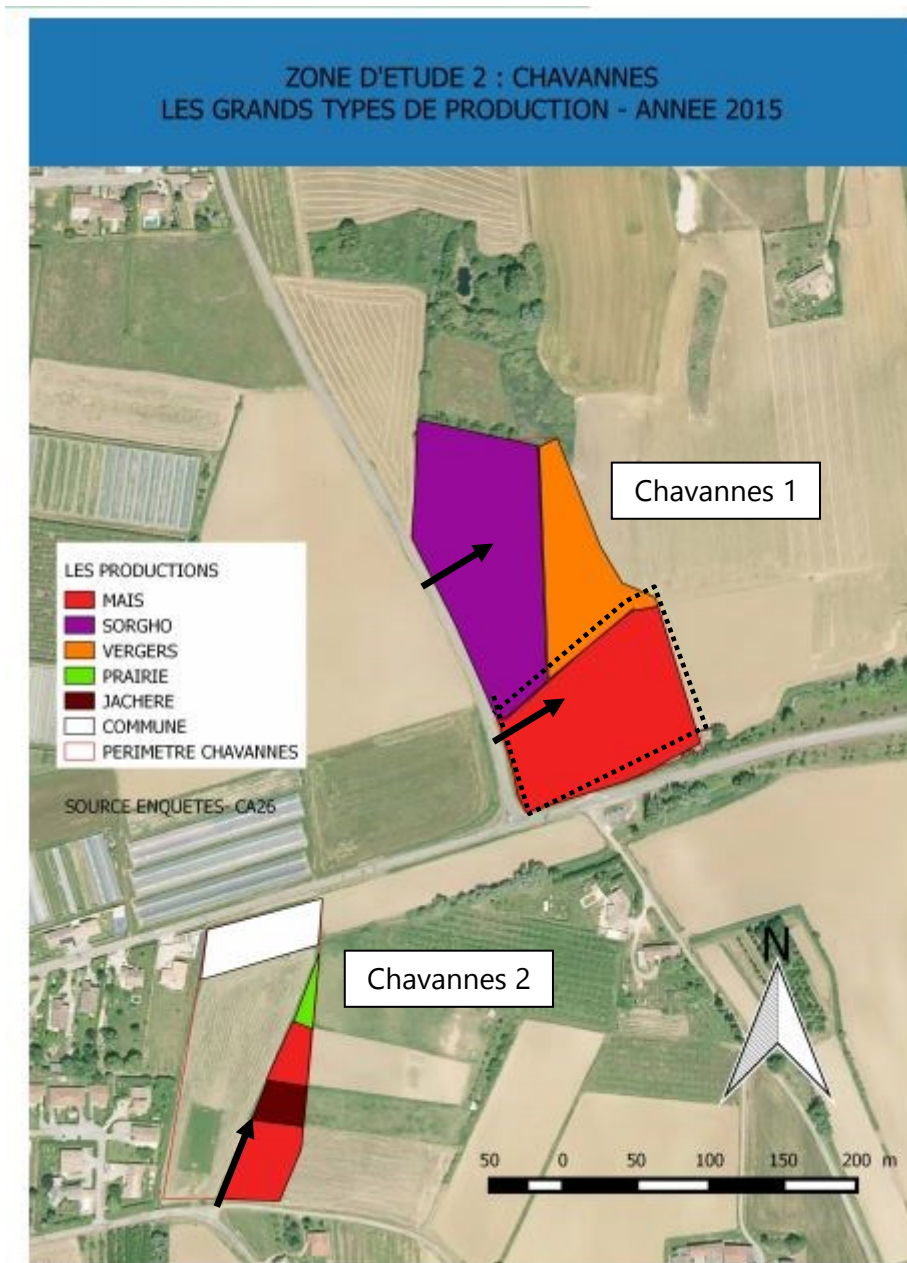 ZONE D'ETUDE 2 : CHAVANNES
LES GRANDS TYPES DE PRODUCTION - ANNEE 2015
Chavannes 1
LES PRODUCTIONS
MAIS
SORGHO
VERGERS
PRAIRIE
JACHERE
COMMUNE
PERIMETRE CHAVANNES
SOURCE ENQUETES- CA26
Chavannes 2
N
50 0 50 100 150 200 m